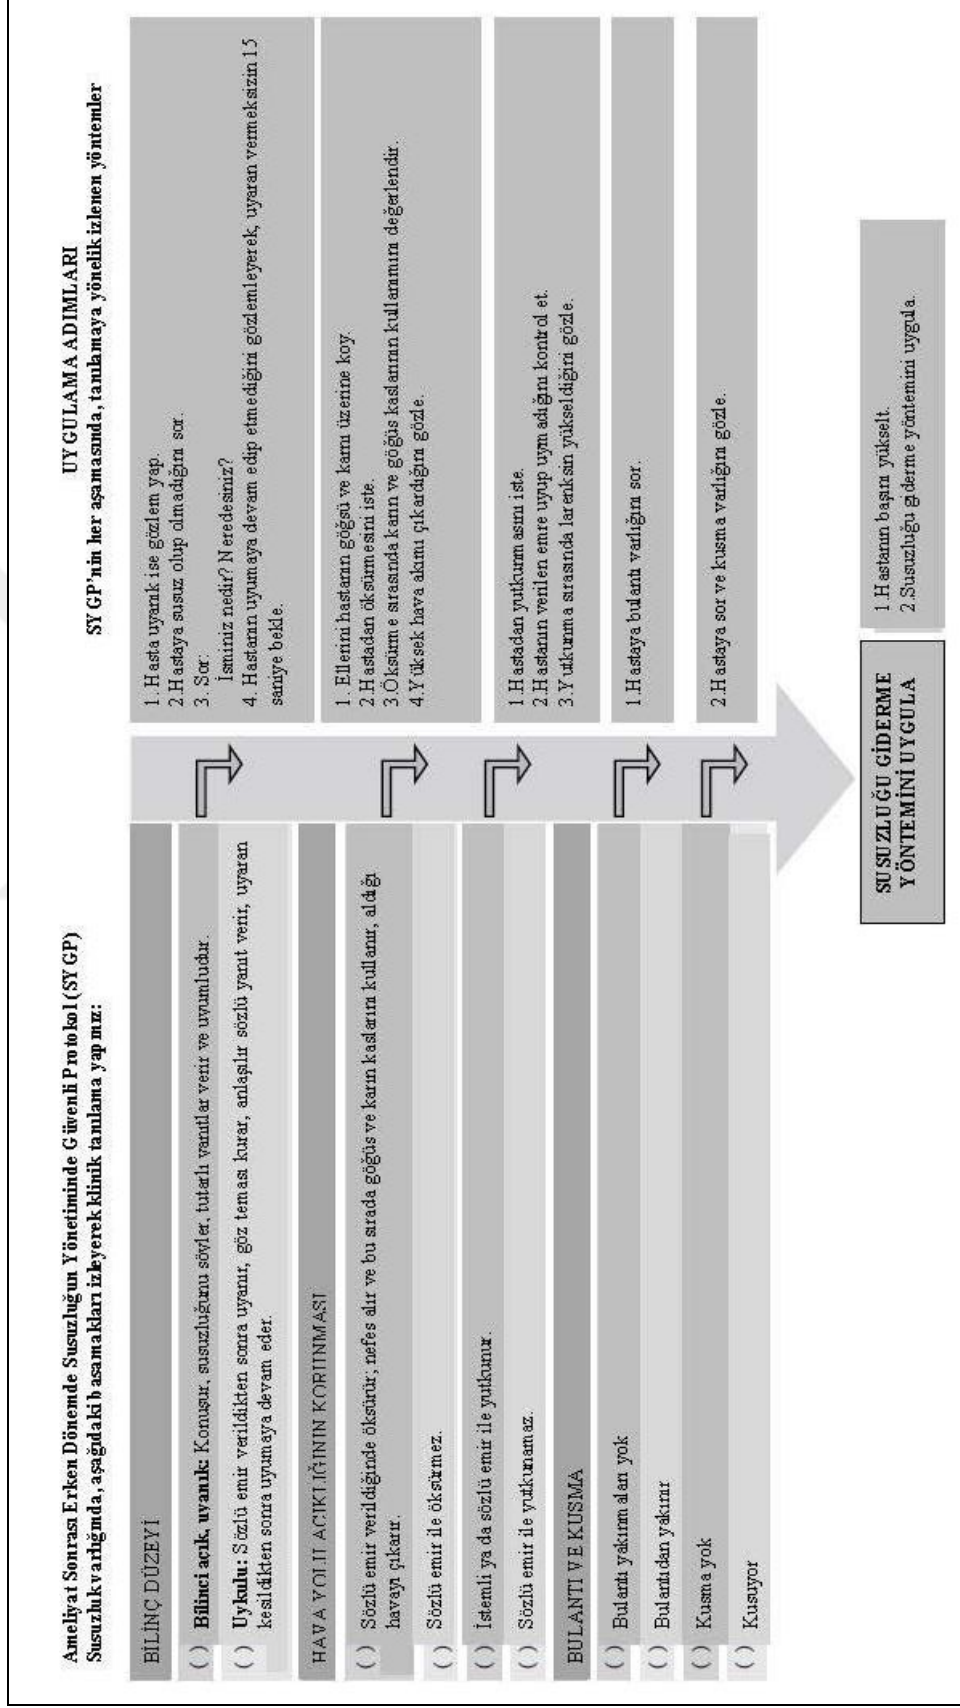 Ameliyat Sonrası Erken Dönemde Susuzluğun Yönetiminde Güvenli Protokol (SYGP)
Susuzluk varlığında, aşağıdaki basamakları izleyerek klinik tanılama yapınız:
BİLİNÇ DÜZEYİ
( ) Bilinci açık, uyanık: Konuşur, susuzluğunu söyler, tutarlı yanıtlar verir ve uyumludur.
( ) Uykulu: Sözlü emir verildikten sonra uyanır, göz teması kurar, anlaşılır sözlü yanıt verir, uyaran
kesildikten sonra uyumaya devam eder.
HAVA YOLU AÇIKLIĞININ KORUNMASI
( ) Sözlü emir verildiğinde öksürür; nefes alır ve bu sırada göğüs ve karın kaslarını kullanır, aldığı
havayı çıkarır.
( ) Sözlü emir ile öksürmez.
( ) İstemli ya da sözlü emir ile yutkunur.
( ) Sözlü emir ile yutkunamaz.
BULANTI VE KUSMA
( ) Bulantı yakınmaları yok
( ) Bulantıdan yakınır
( ) Kusma yok
( ) Kusuyor
UYGULAMA ADIMLARI
SYGP'nin her aşamasında, tanılamaya yönelik izlenen yöntemler
1. Hasta uyanık ise gözlem yap.
2.Hastaya susuz olup olmadığını sor.
3. Sor:
İsminiz nedir? Neredesiniz?
4. Hastanın uyumaya devam edip etmediğini gözlemleyerek, uyaran vermeksizin 15
saniye bekle.
1. Ellerini hastanın göğsü ve karnı üzerine koy.
2.Hastadan öksürmesini iste.
3.Öksürme sırasında karın ve göğüs kaslarının kullanımını değerlendir.
4.Yüksek hava akımı çıkardığını gözle.
1.Hastadan yutkunmasını iste.
2.Hastanın verilen emre uyup uymadığını kontrol et.
3.Yutkunma sırasında larenksin yükseldiğini gözle.
1.Hastaya bulantı varlığını sor.
2.Hastaya sor ve kusma varlığını gözle.
SUSUZLUĞU GİDERME
YÖNTEMİNİ UYGULA
1.Hastanın başını yükselt.
2.Susuzluğu giderme yöntemini uygula.